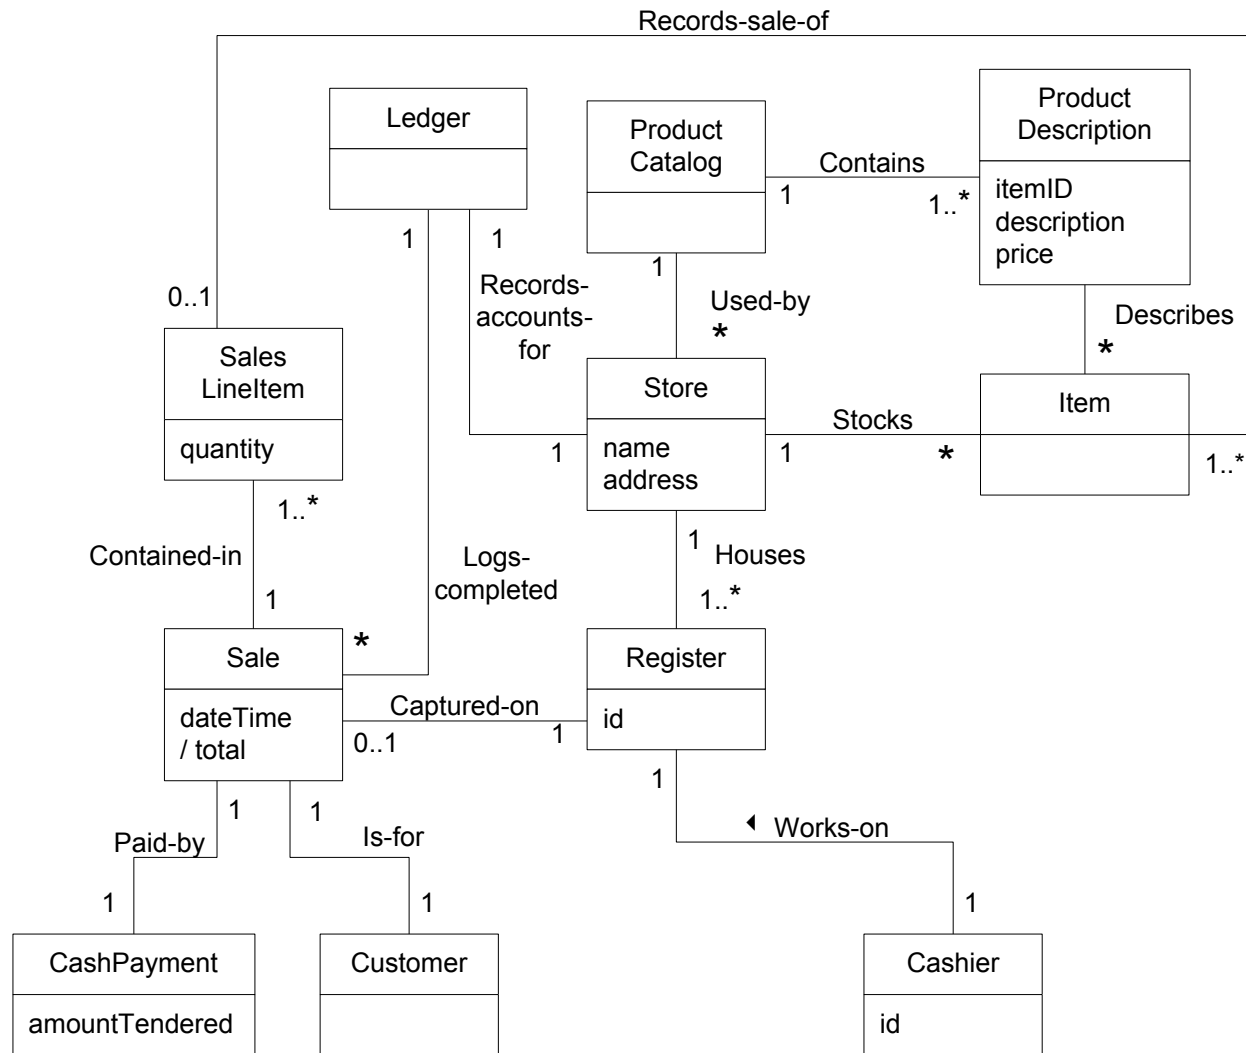 Records-sale-of
Ledger
Product
Catalog
Product
Description
itemID
description
price
Contains
1
1..*
1
1
1
Records-
accounts-
for
Used-by
*
Describes
*
0..1
Sales
LineItem
quantity
Store
name
address
Stocks
1
1
*
Item
1..*
1..*
Contained-in
1
Logs-
completed
*
1
Houses
1..*
Sale
dateTime
/ total
Captured-on
0..1
1
Register
id
1
1
1
Paid-by
Is-for
Works-on
1
1
1
CashPayment
amountTendered
Customer
Cashier
id